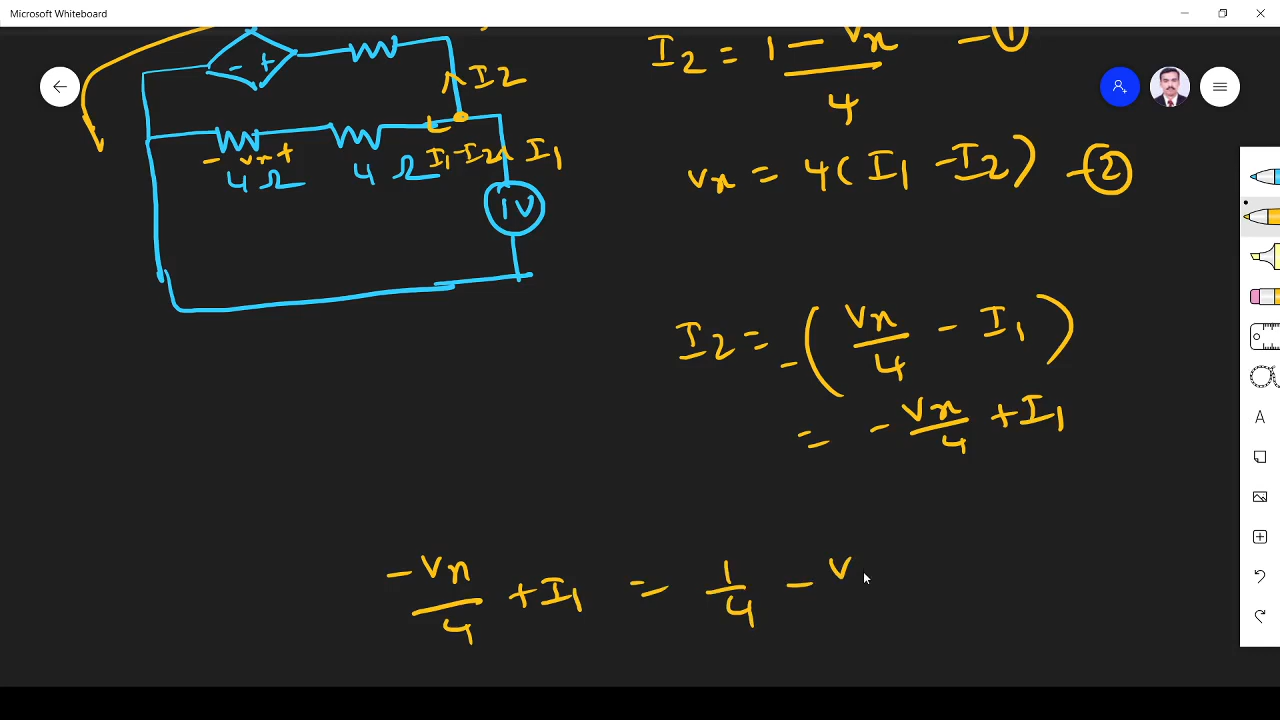 Microsoft Whiteboard
I2 = 1 - vx / 4 - ①
- +
I2
I1-I2
I1
- vx +
4 Ω
4 Ω
1V
vx = 4(I1 - I2) - ②
I2 = -(vx/4 - I1)
= -vx/4 + I1
-vx/4 + I1 = 1/4 - v